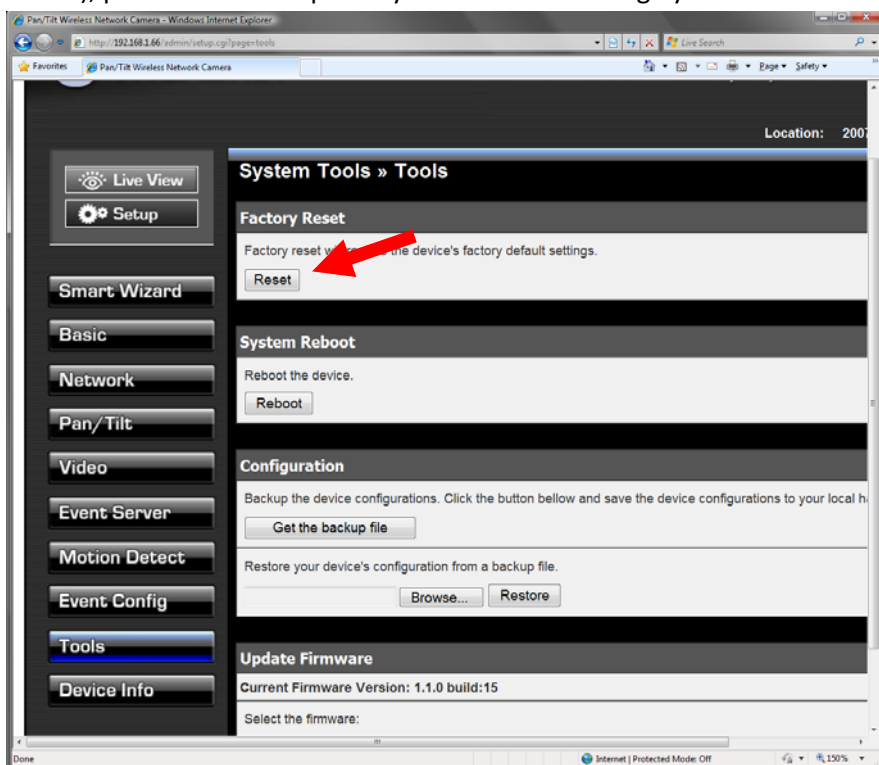 Pan/Tilt Wireless Network Camera - Windows Internet Explorer
http://192.168.1.66/admin/setup.cgi?page=tools
Live Search
Favorites
Pan/Tilt Wireless Network Camera
Page
Safety
Location: 2007
Live View
Setup
Smart Wizard
Basic
Network
Pan/Tilt
Video
Event Server
Motion Detect
Event Config
Tools
Device Info
System Tools » Tools
Factory Reset
Factory reset the device's factory default settings.
Reset
System Reboot
Reboot the device.
Reboot
Configuration
Backup the device configurations. Click the button bellow and save the device configurations to your local
Get the backup file
Restore your device's configuration from a backup file.
Browse... Restore
Update Firmware
Current Firmware Version: 1.1.0 build:15
Select the firmware:
Done
Internet | Protected Mode: Off
150%